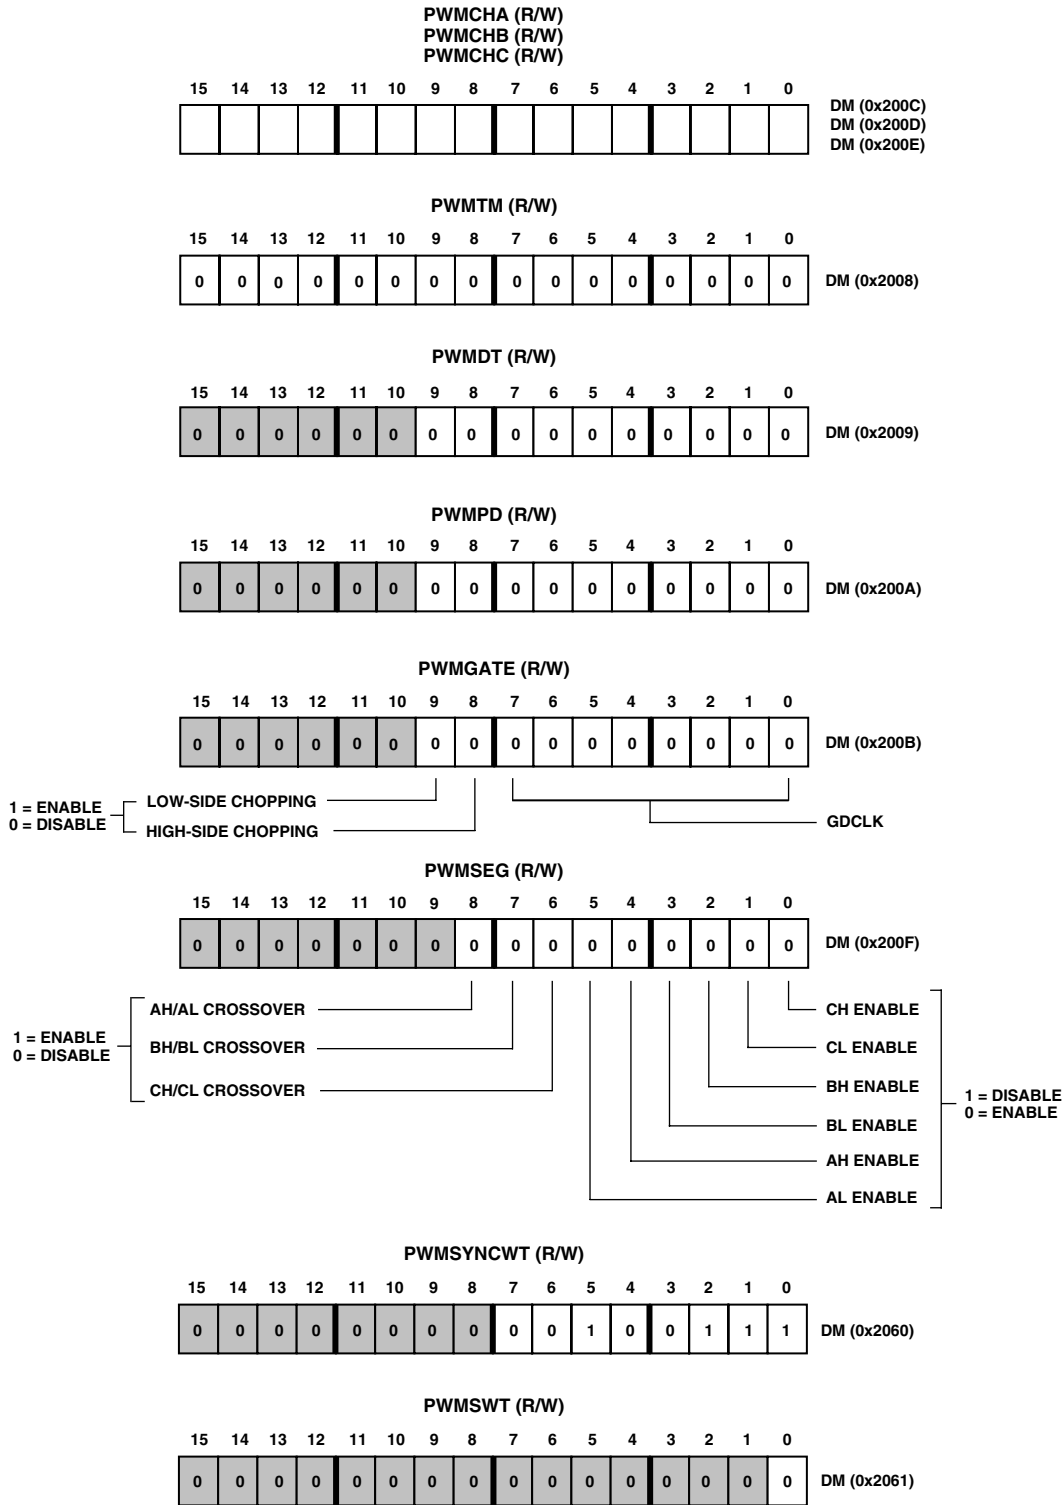 PWMCHA (R/W)
PWMCHB (R/W)
PWMCHC (R/W)
15 14 13 12 11 10 9 8 7 6 5 4 3 2 1 0
DM (0x200C)
DM (0x200D)
DM (0x200E)
PWMTM (R/W)
15 14 13 12 11 10 9 8 7 6 5 4 3 2 1 0
0 0 0 0 0 0 0 0 0 0 0 0 0 0 0 0 DM (0x2008)
PWMDT (R/W)
15 14 13 12 11 10 9 8 7 6 5 4 3 2 1 0
0 0 0 0 0 0 0 0 0 0 0 0 0 0 0 0 DM (0x2009)
PWMPD (R/W)
15 14 13 12 11 10 9 8 7 6 5 4 3 2 1 0
0 0 0 0 0 0 0 0 0 0 0 0 0 0 0 0 DM (0x200A)
PWMGATE (R/W)
15 14 13 12 11 10 9 8 7 6 5 4 3 2 1 0
0 0 0 0 0 0 0 0 0 0 0 0 0 0 0 0 DM (0x200B)
1 = ENABLE
0 = DISABLE
LOW-SIDE CHOPPING
HIGH-SIDE CHOPPING
GDCLK
PWMSEG (R/W)
15 14 13 12 11 10 9 8 7 6 5 4 3 2 1 0
0 0 0 0 0 0 0 0 0 0 0 0 0 0 0 0 DM (0x200F)
1 = ENABLE
0 = DISABLE
AH/AL CROSSOVER
BH/BL CROSSOVER
CH/CL CROSSOVER
CH ENABLE
CL ENABLE
BH ENABLE
BL ENABLE
AH ENABLE
AL ENABLE
1 = DISABLE
0 = ENABLE
PWMSYNCWT (R/W)
15 14 13 12 11 10 9 8 7 6 5 4 3 2 1 0
0 0 0 0 0 0 0 0 0 0 1 0 0 1 1 1 DM (0x2060)
PWMSWT (R/W)
15 14 13 12 11 10 9 8 7 6 5 4 3 2 1 0
0 0 0 0 0 0 0 0 0 0 0 0 0 0 0 0 DM (0x2061)